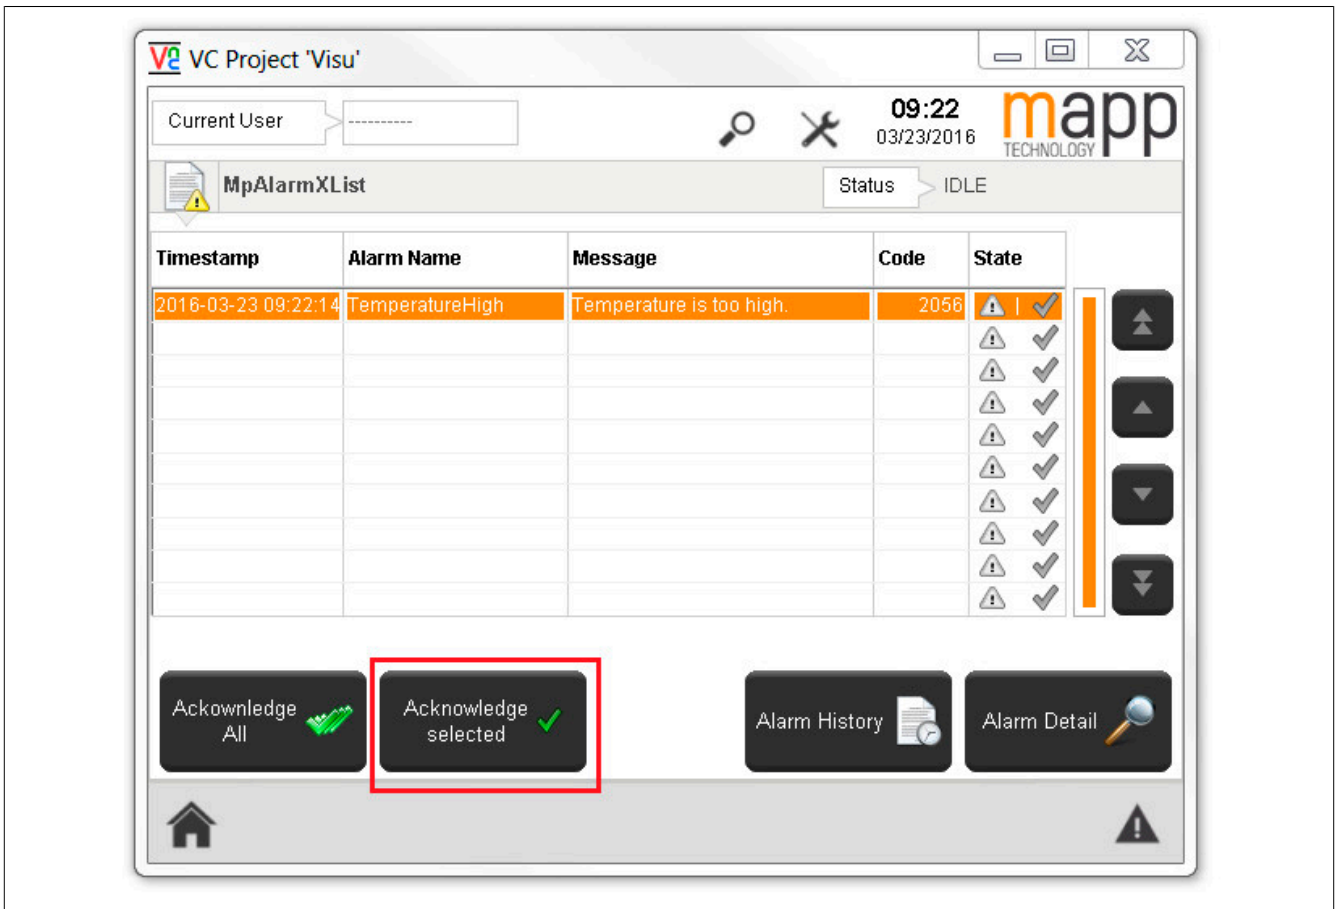 VC Project 'Visu'
Current User ---------- 09:22
03/23/2016
mapp
TECHNOLOGY
MpAlarmXList Status IDLE
Timestamp Alarm Name Message Code State
2016-03-23 09:22:14 TemperatureHigh Temperature is too high. 2056 |
Ackownledge
All
Acknowledge
selected
Alarm History
Alarm Detail